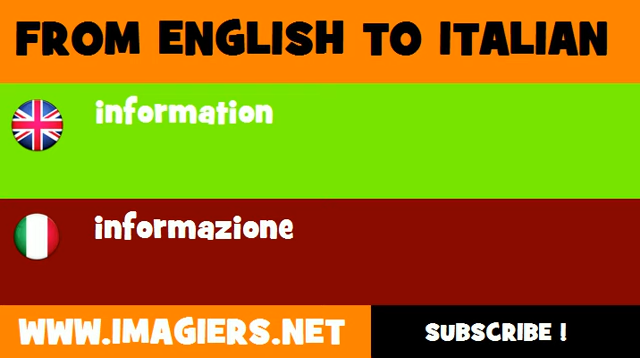 FROM ENGLISH TO ITALIAN
information
informazione
WWW.IMAGIERS.NET
SUBSCRIBE !